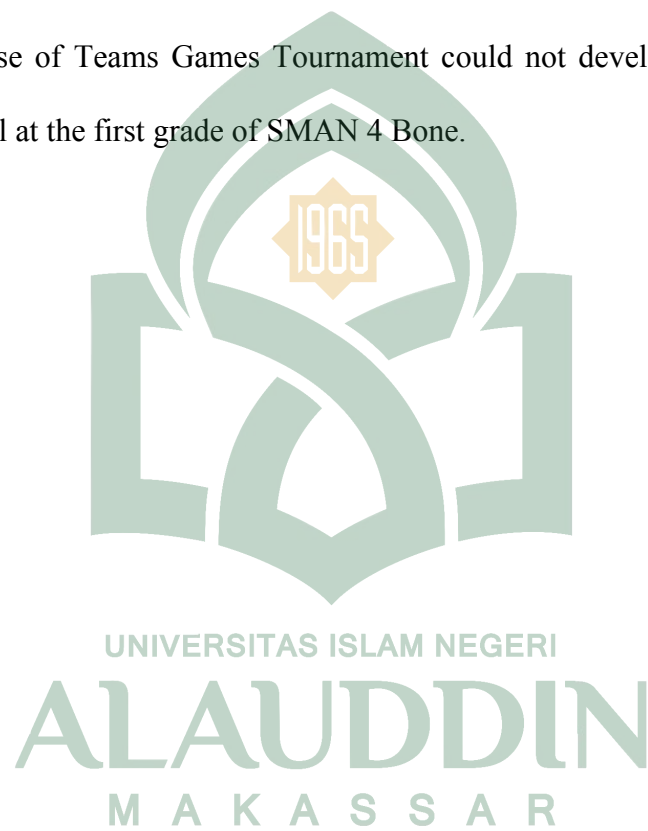 se of Teams Games Tournament could not devel
l at the first grade of SMAN 4 Bone.
1965
UNIVERSITAS ISLAM NEGERI
ALAUDDIN
MAKASSAR